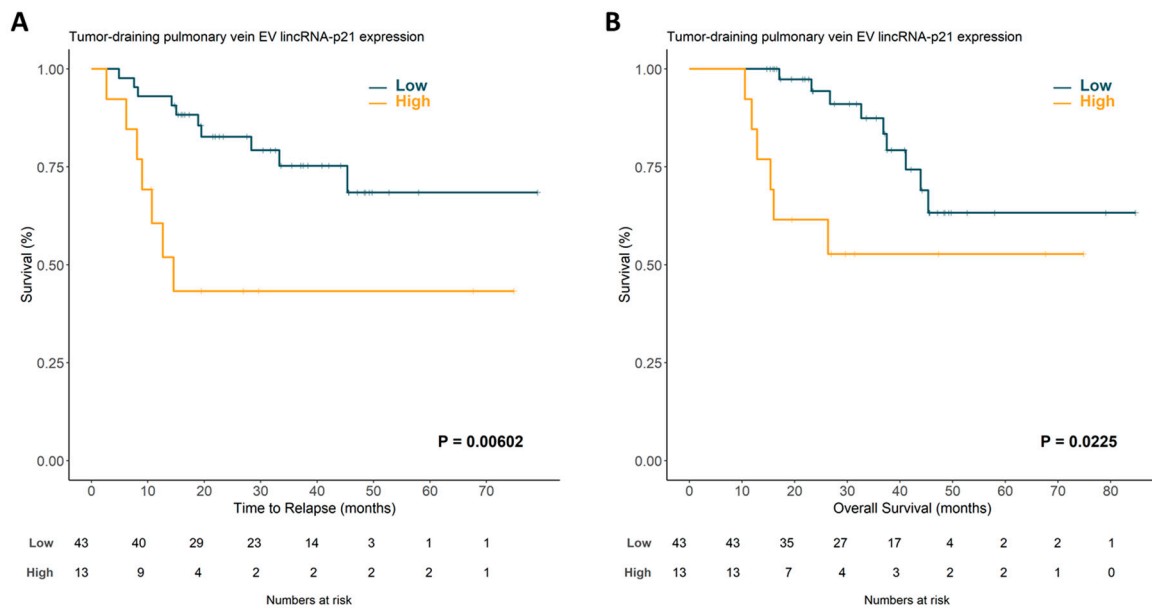 A
Tumor-draining pulmonary vein EV lincRNA-p21 expression
1.00
0.75
0.50
0.25
0.00
Survival (%)
Low
High
P = 0.00602
0 10 20 30 40 50 60 70
Time to Relapse (months)
Low 43 40 29 23 14 3 1 1
High 13 9 4 2 2 2 2 1
Numbers at risk
B
Tumor-draining pulmonary vein EV lincRNA-p21 expression
1.00
0.75
0.50
0.25
0.00
Survival (%)
Low
High
P = 0.0225
0 10 20 30 40 50 60 70 80
Overall Survival (months)
Low 43 43 35 27 17 4 2 2 1
High 13 13 7 4 3 2 2 1 0
Numbers at risk